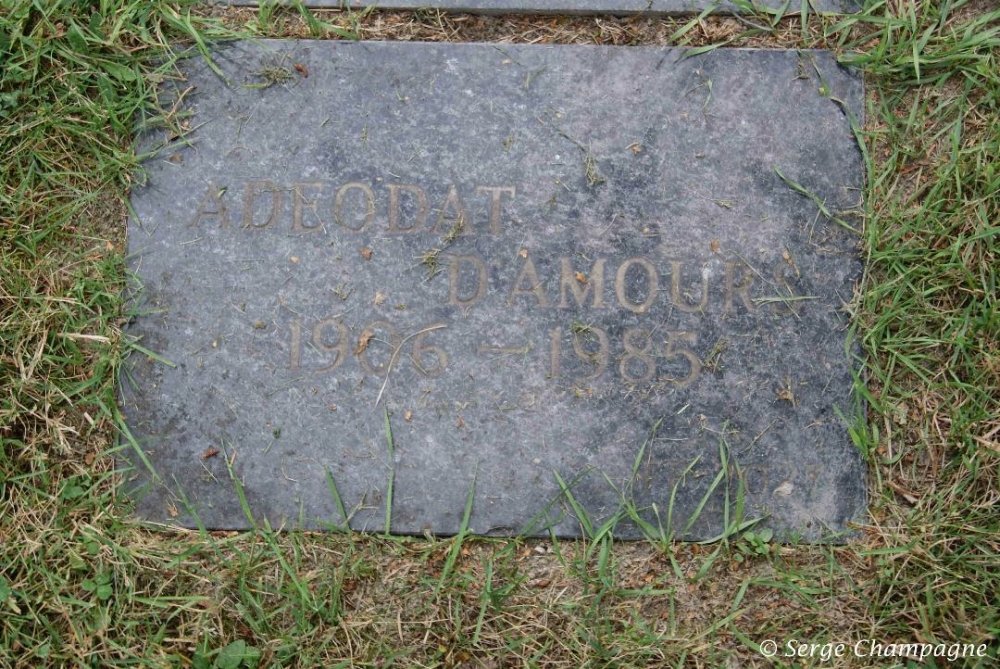 ADEODAT
D'AMOURS
1906 — 1985
© Serge Champagne